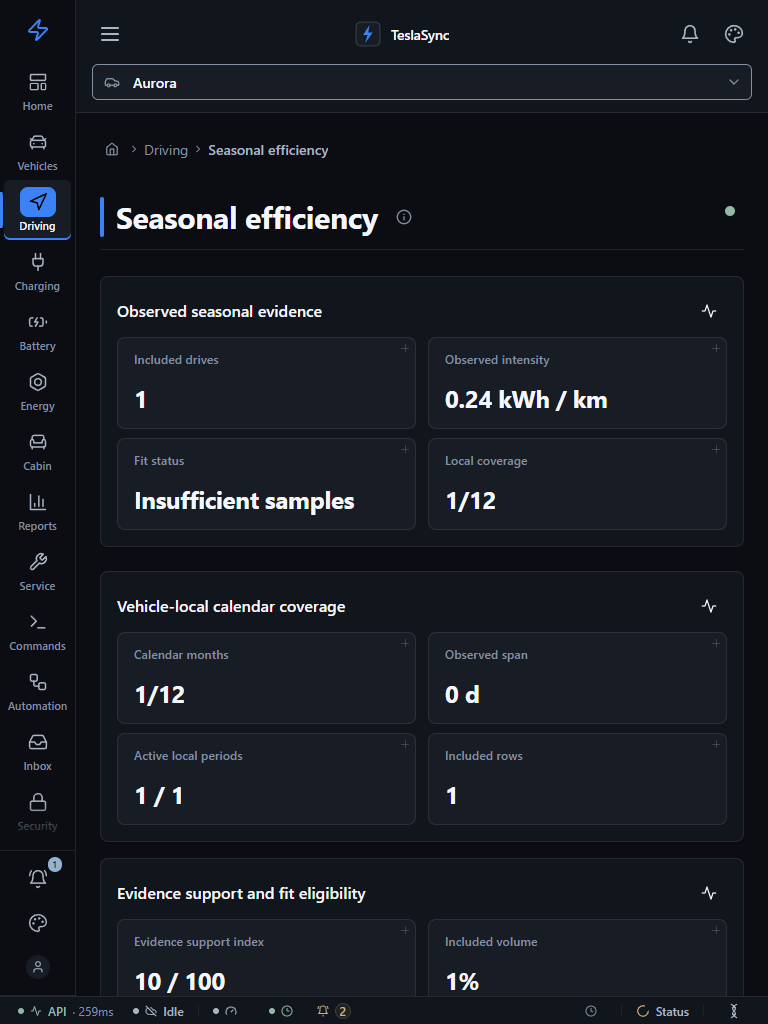 TeslaSync
Aurora
Home
Vehicles
Driving
Charging
Battery
Energy
Cabin
Reports
Service
Commands
Automation
Inbox
Security
1
Driving > Seasonal efficiency
Seasonal efficiency
Observed seasonal evidence
Included drives
1
Observed intensity
0.24 kWh / km
Fit status
Insufficient samples
Local coverage
1/12
Vehicle-local calendar coverage
Calendar months
1/12
Observed span
0 d
Active local periods
1 / 1
Included rows
1
Evidence support and fit eligibility
Evidence support index
10 / 100
Included volume
1%
API · 259ms
Idle
2
Status